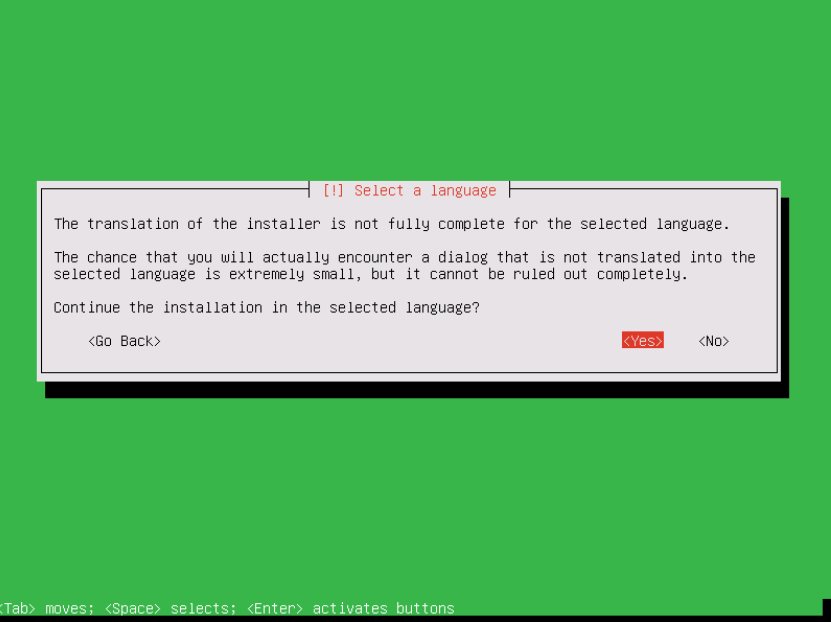 [!] Select a language
The translation of the installer is not fully complete for the selected language.
The chance that you will actually encounter a dialog that is not translated into the
selected language is extremely small, but it cannot be ruled out completely.
Continue the installation in the selected language?
<Go Back> <Yes> <No>
<Tab> moves; <Space> selects; <Enter> activates buttons